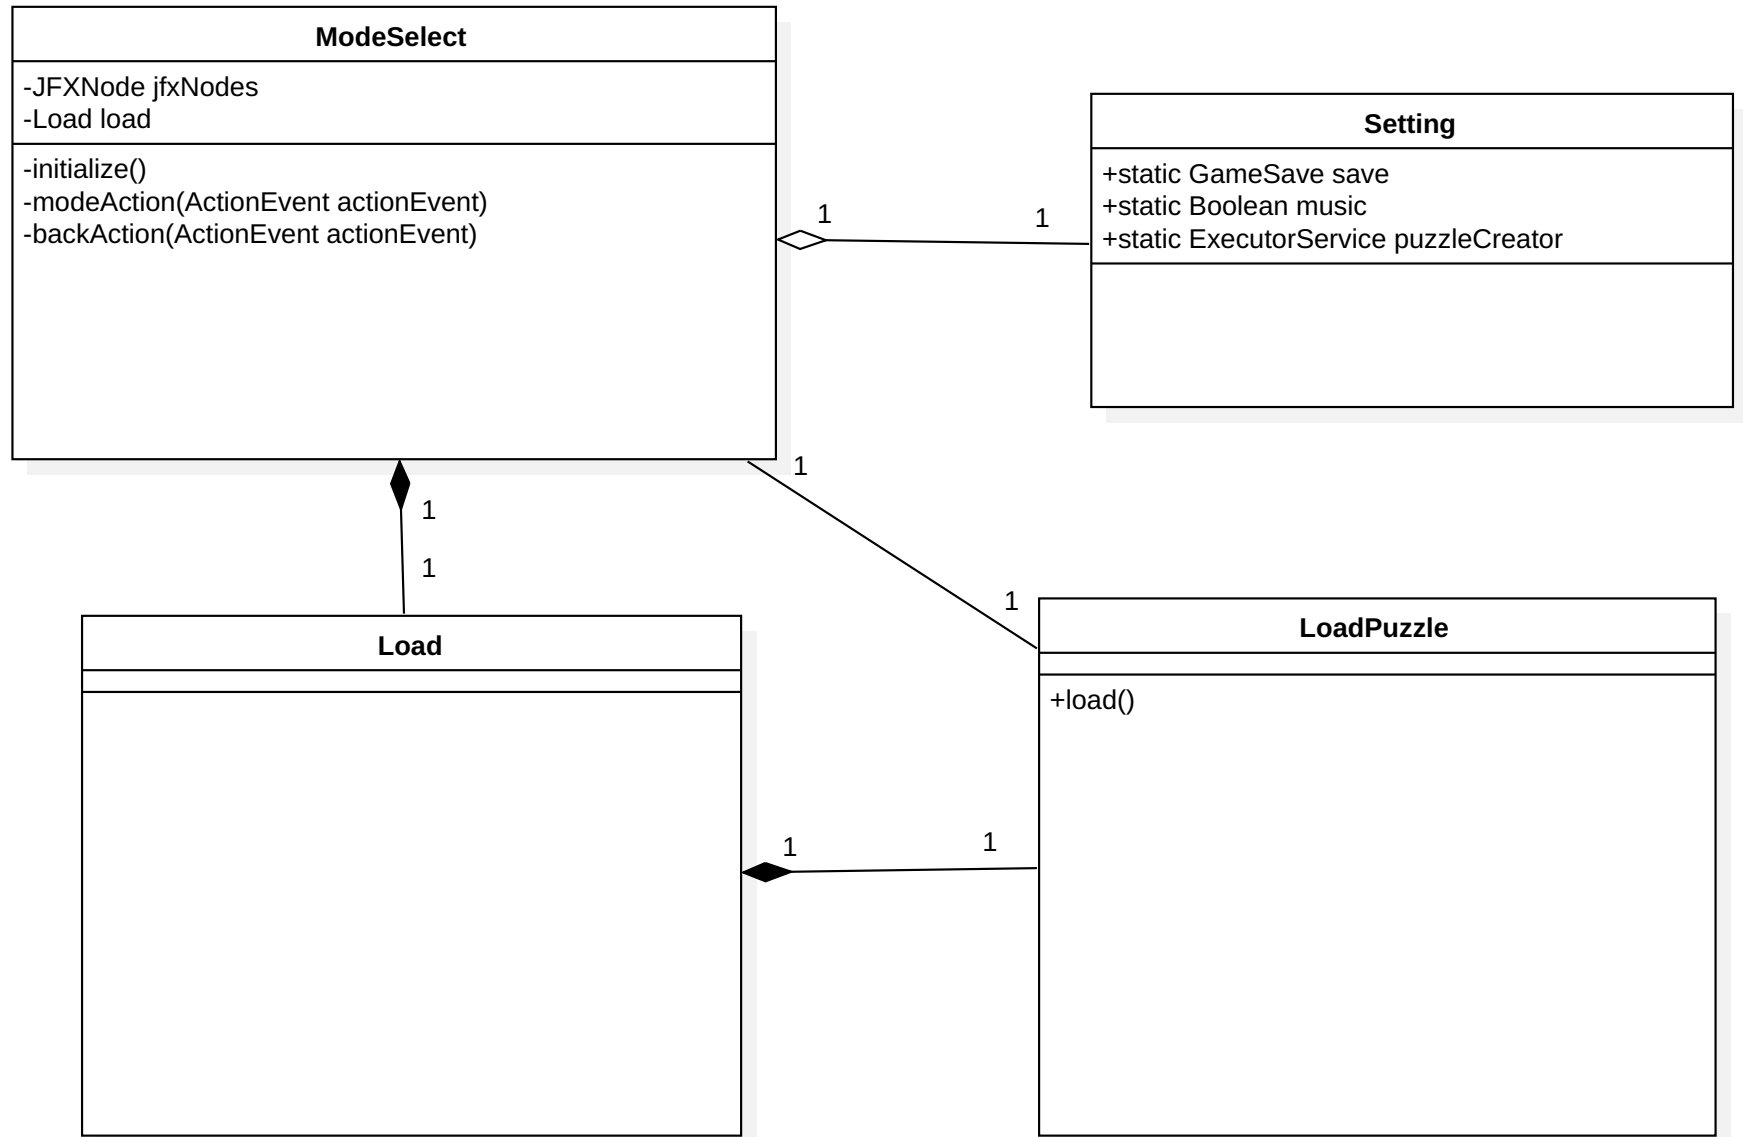 ModeSelect
-JFXNode jfxNodes
-Load load
-initialize()
-modeAction(ActionEvent actionEvent)
-backAction(ActionEvent actionEvent)
Setting
+static GameSave save
+static Boolean music
+static ExecutorService puzzleCreator
1
1
1
1
1
1
Load
LoadPuzzle
+load()
1
1